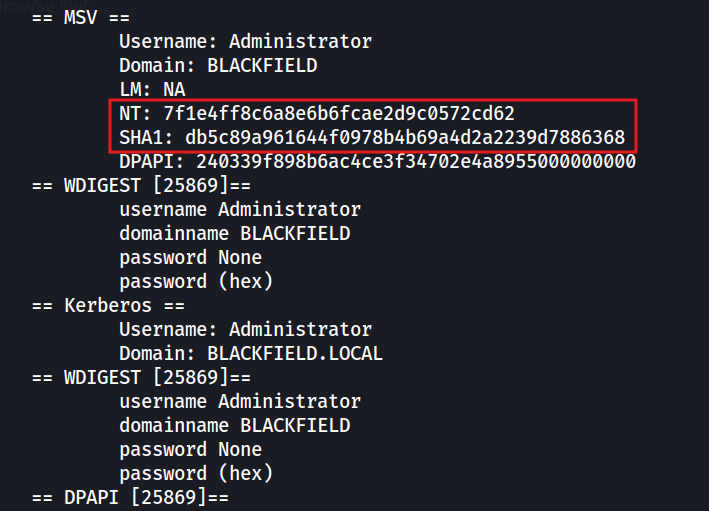 == MSV ==
Username: Administrator
Domain: BLACKFIELD
LM: NA
NT: 7f1e4ff8c6a8e6b6fcae2d9c0572cd62
SHA1: db5c89a961644f0978b4b69a4d2a2239d7886368
DPAPI: 240339f898b6ac4ce3f34702e4a8955000000000
== WDIGEST [25869]==
username Administrator
domainname BLACKFIELD
password None
password (hex)
== Kerberos ==
Username: Administrator
Domain: BLACKFIELD.LOCAL
== WDIGEST [25869]==
username Administrator
domainname BLACKFIELD
password None
password (hex)
== DPAPI [25869]==